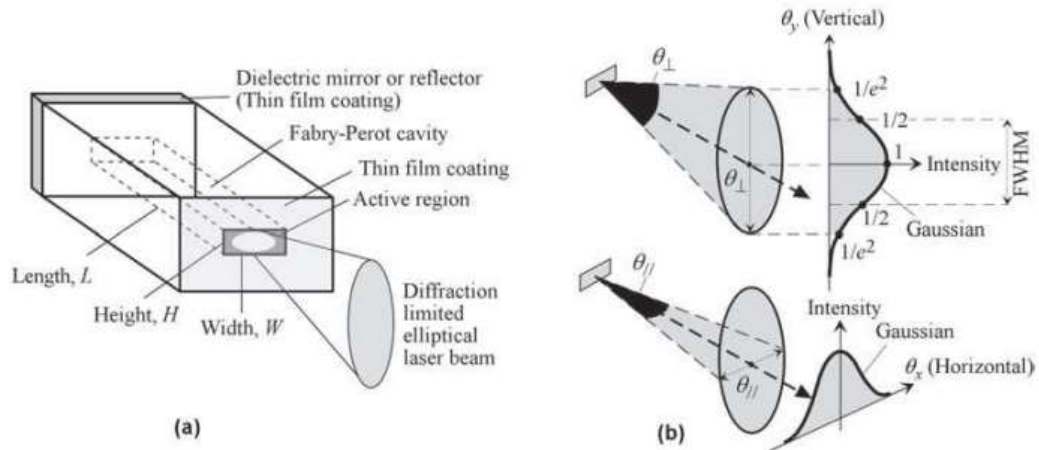 Dielectric mirror or reflector
(Thin film coating)
Fabry-Perot cavity
Thin film coating
Active region
Length, L
Height, H
Width, W
Diffraction
limited
elliptical
laser beam
(a)
θy (Vertical)
θ⊥
1/e²
1/2
1
Intensity
FWHM
θ⊥
1/2
Gaussian
1/e²
θ//
Intensity
Gaussian
θx (Horizontal)
θ//
(b)